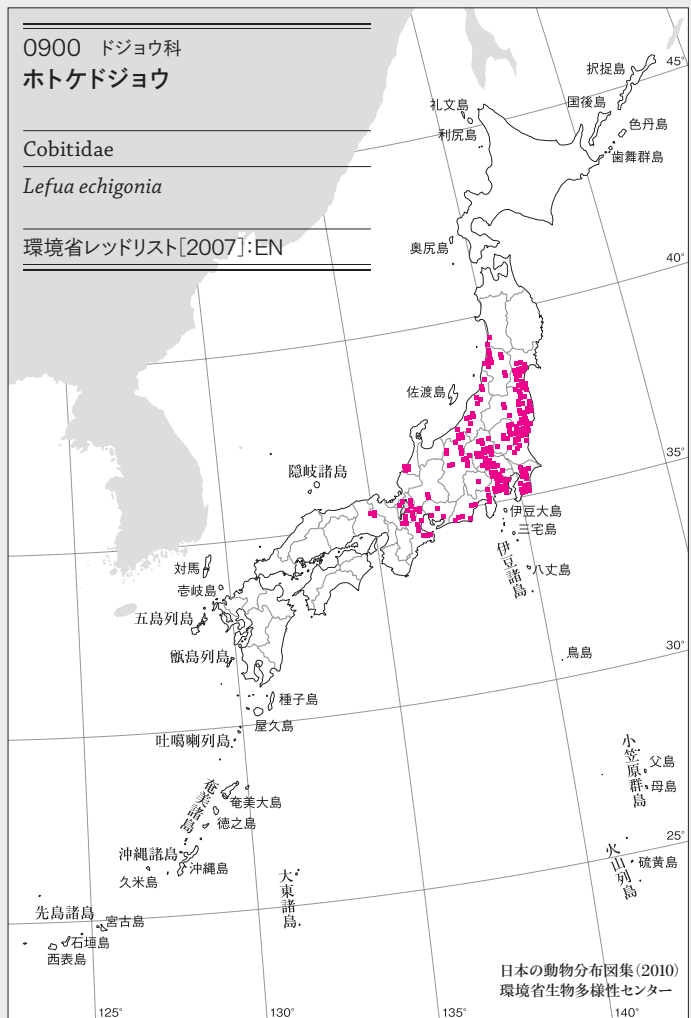 0900 ドジョウ科
ホトケドジョウ
Cobitidae
Lefua echigonia
環境省レッドリスト[2007]:EN
択捉島
45°
礼文島
国後島
色丹島
利尻島
歯舞群島
奥尻島
40°
佐渡島
35°
隠岐諸島
伊豆大島
三宅島
伊豆諸島
八丈島
対馬
壱岐島
五島列島
甑島列島
鳥島
30°
種子島
屋久島
吐噶喇列島
小笠原群島
父島
母島
奄美諸島
奄美大島
徳之島
25°
沖縄諸島
沖縄島
久米島
大東諸島
火山列島
硫黄島
先島諸島
宮古島
石垣島
西表島
日本の動物分布図集(2010)
環境省生物多様性センター
125°
130°
135°
140°